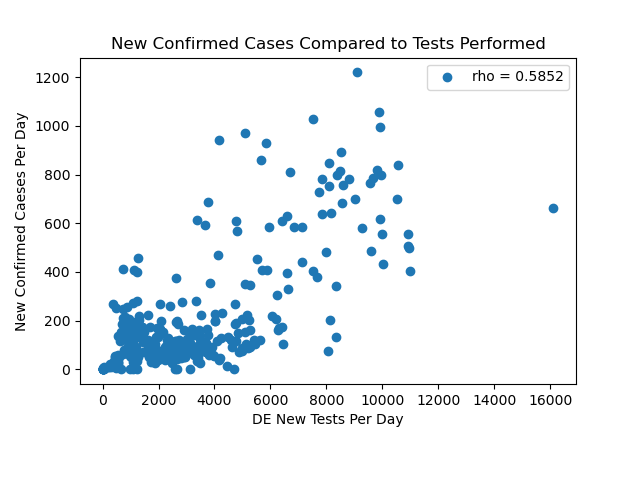 New Confirmed Cases Compared to Tests Performed
rho = 0.5852
New Confirmed Caeses Per Day
1200
1000
800
600
400
200
0
0 2000 4000 6000 8000 10000 12000 14000 16000
DE New Tests Per Day